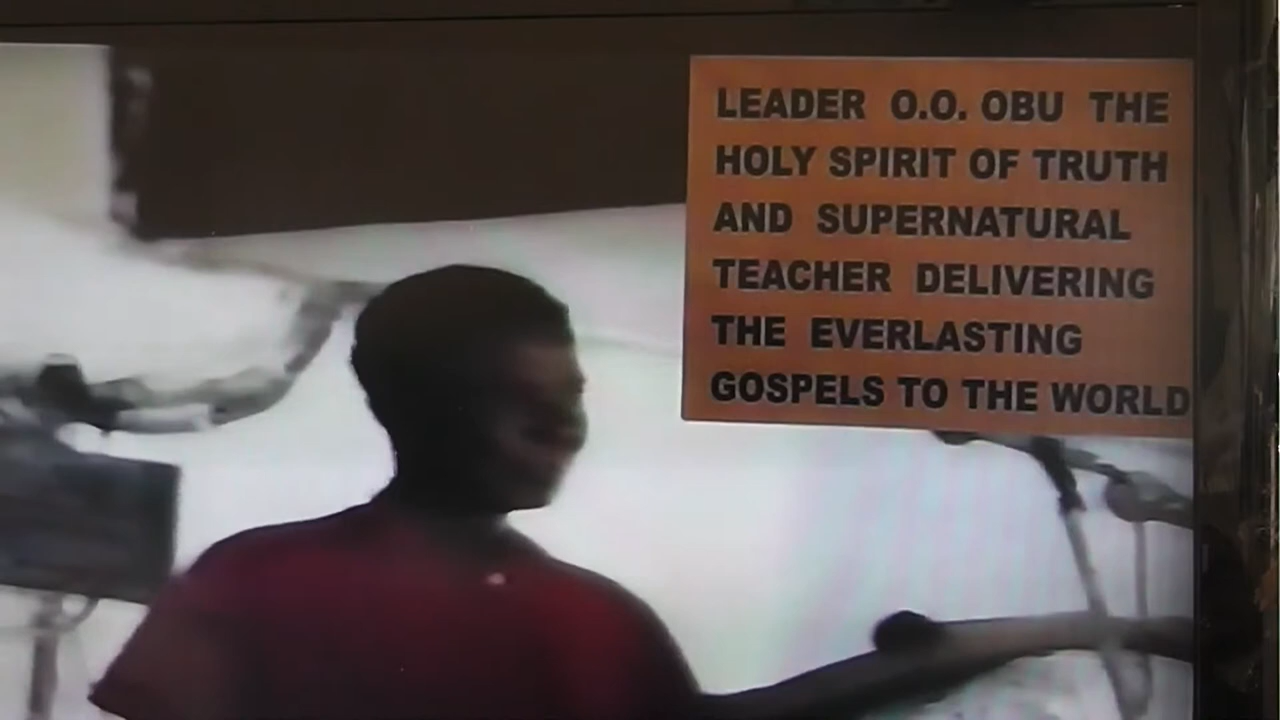 LEADER O.O. OBU THE
HOLY SPIRIT OF TRUTH
AND SUPERNATURAL
TEACHER DELIVERING
THE EVERLASTING
GOSPELS TO THE WORLD